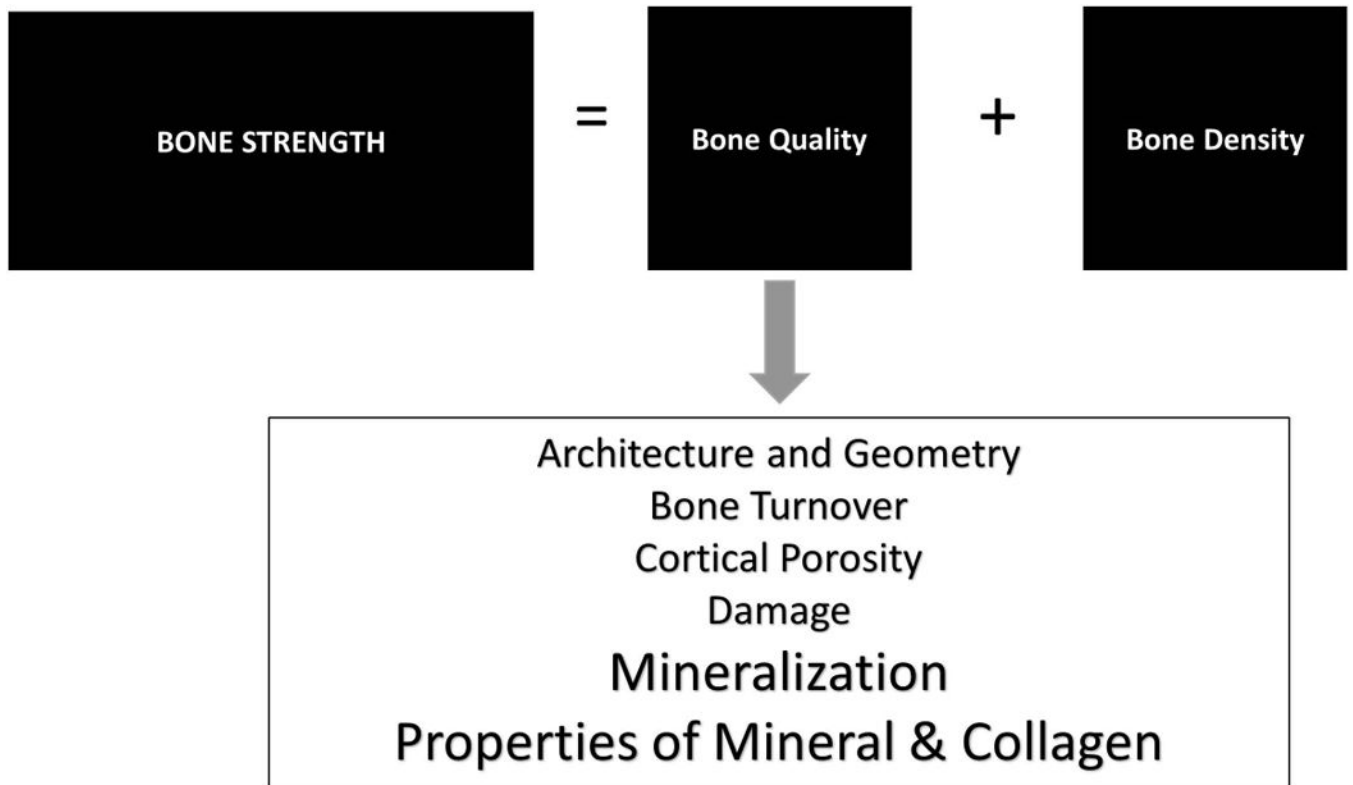 BONE STRENGTH = Bone Quality + Bone Density
Architecture and Geometry
Bone Turnover
Cortical Porosity
Damage
Mineralization
Properties of Mineral & Collagen